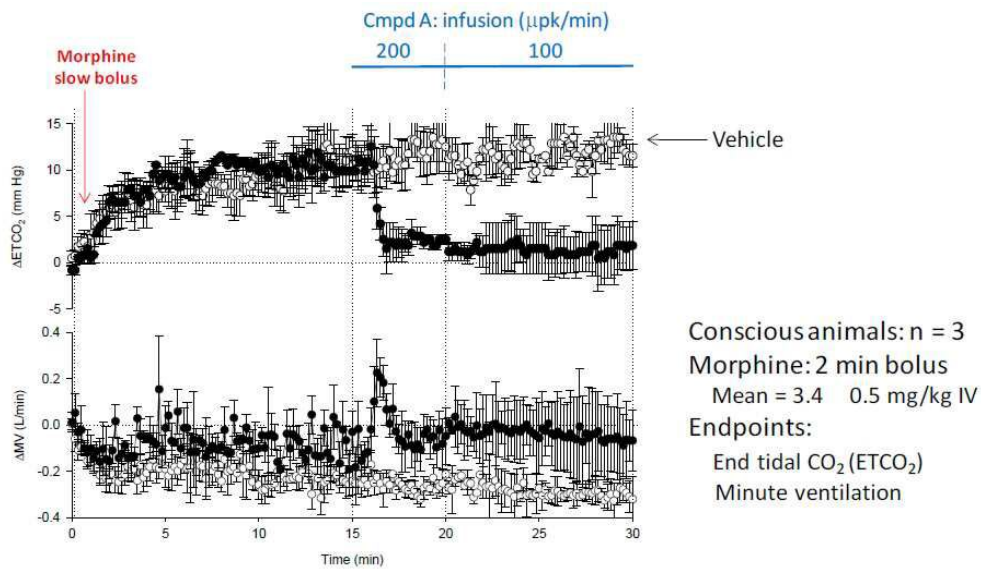 Cmpd A: infusion (µpk/min)
200 100
Morphine
slow bolus
15
10
5
0
-5
ΔETCO₂ (mm Hg)
Vehicle
0.4
0.2
0.0
-0.2
-0.4
ΔMV (L/min)
0 5 10 15 20 25 30
Time (min)
Conscious animals: n = 3
Morphine: 2 min bolus
Mean = 3.4 0.5 mg/kg IV
Endpoints:
End tidal CO₂ (ETCO₂)
Minute ventilation